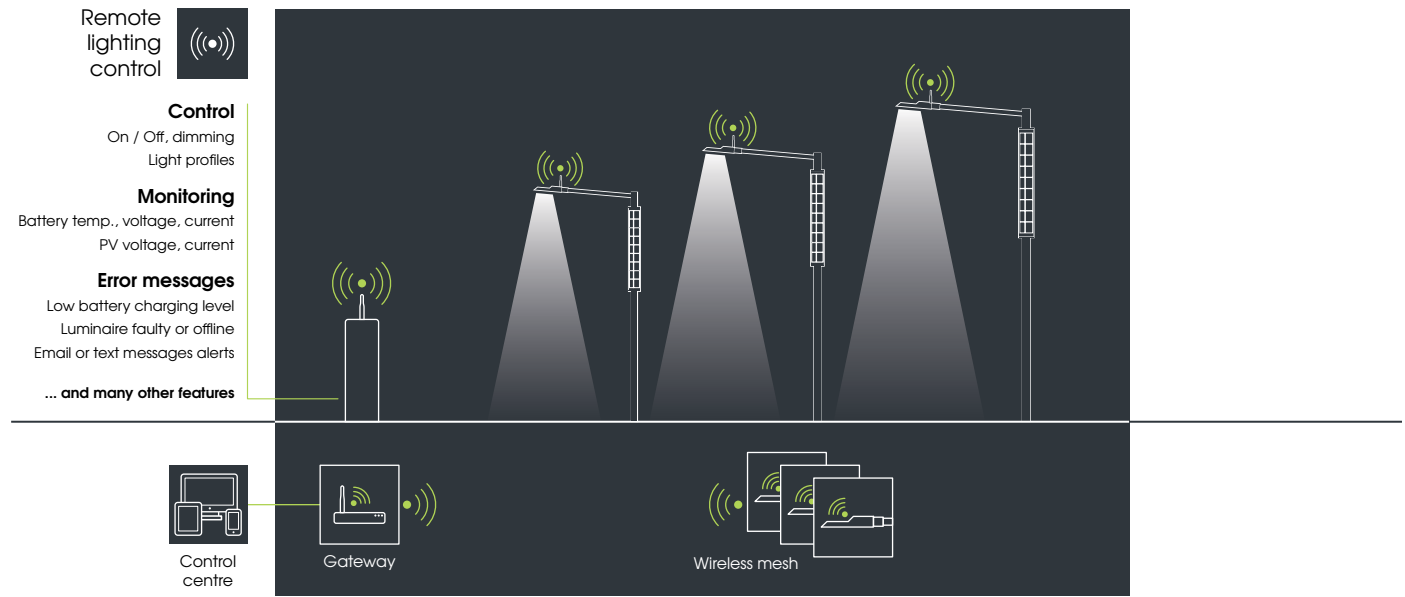 Remote
lighting
control
Control
On / Off, dimming
Light profiles
Monitoring
Battery temp., voltage, current
PV voltage, current
Error messages
Low battery charging level
Luminaire faulty or offline
Email or text messages alerts
... and many other features
Control
centre
Gateway
Wireless mesh